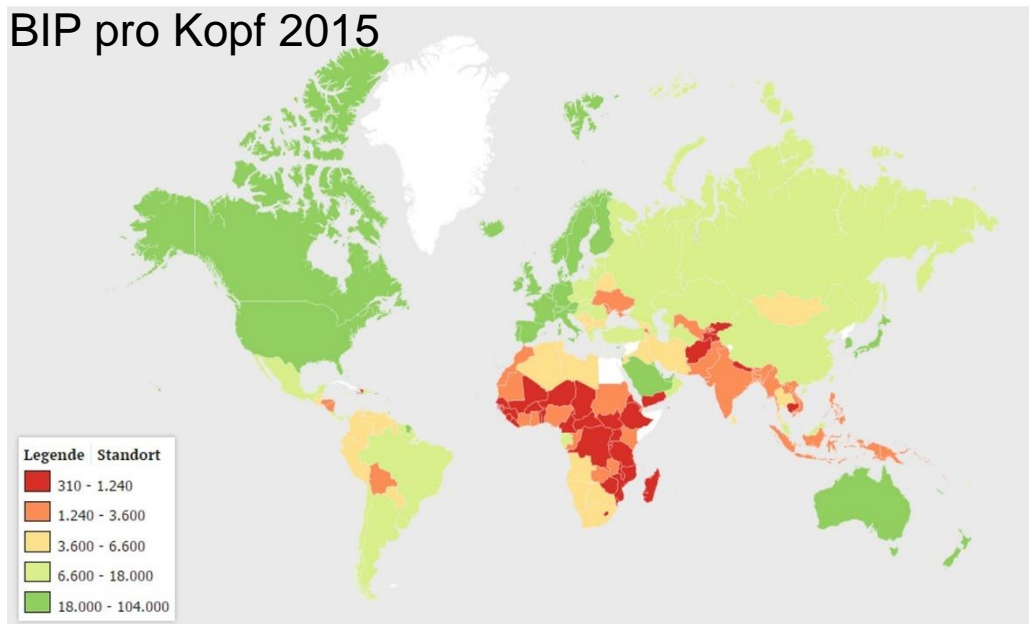 BIP pro Kopf 2015
Legende Standort
310 - 1.240
1.240 - 3.600
3.600 - 6.600
6.600 - 18.000
18.000 - 104.000